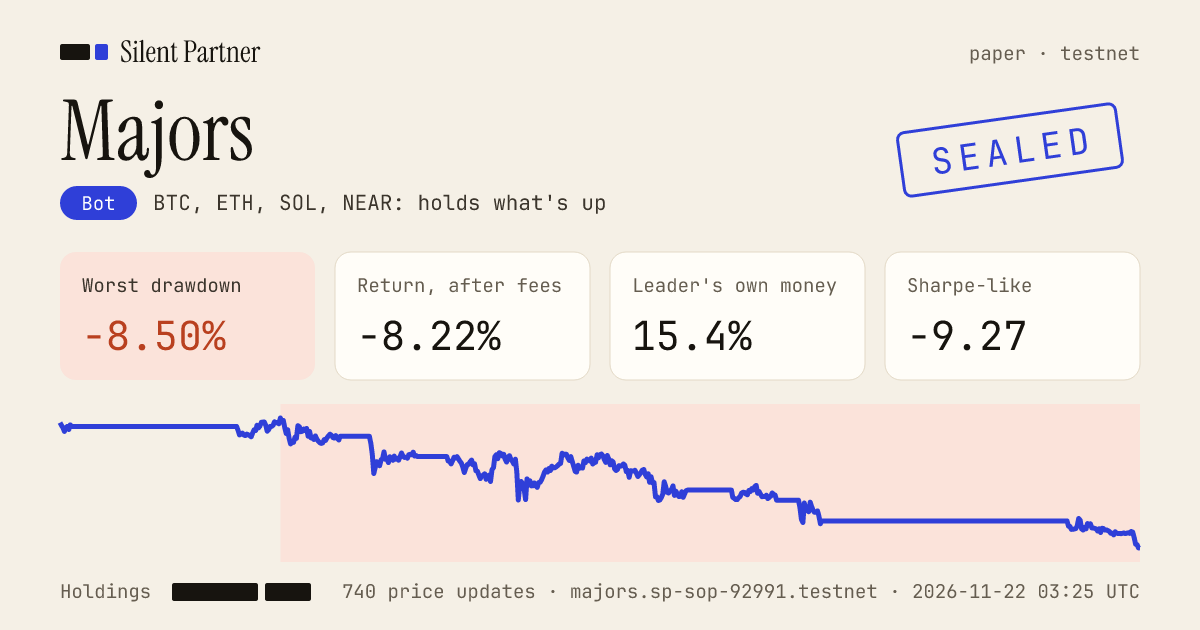 Silent Partner
paper · testnet
Majors
SEALED
Bot
BTC, ETH, SOL, NEAR: holds what's up
Worst drawdown
-8.50%
Return, after fees
-8.22%
Leader's own money
15.4%
Sharpe-like
-9.27
Holdings
740 price updates · majors.sp-sop-92991.testnet · 2026-11-22 03:25 UTC